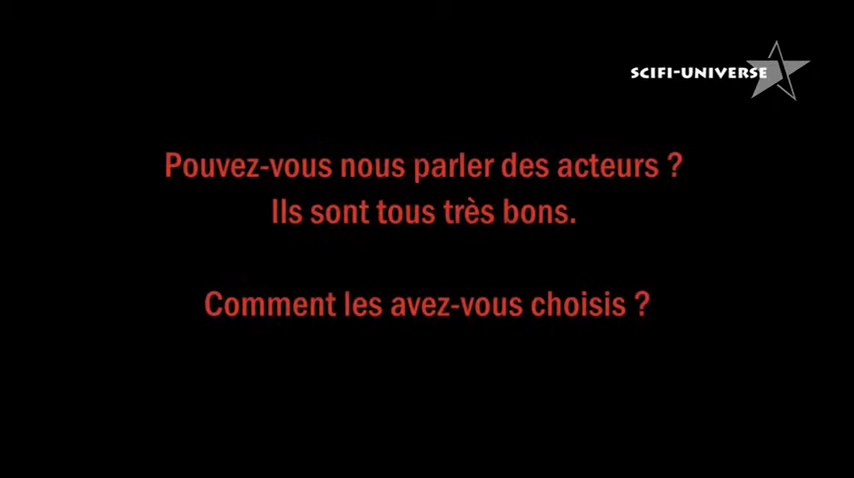 SCIFI-UNIVERSE
Pouvez-vous nous parler des acteurs ?
Ils sont tous très bons.
Comment les avez-vous choisis ?